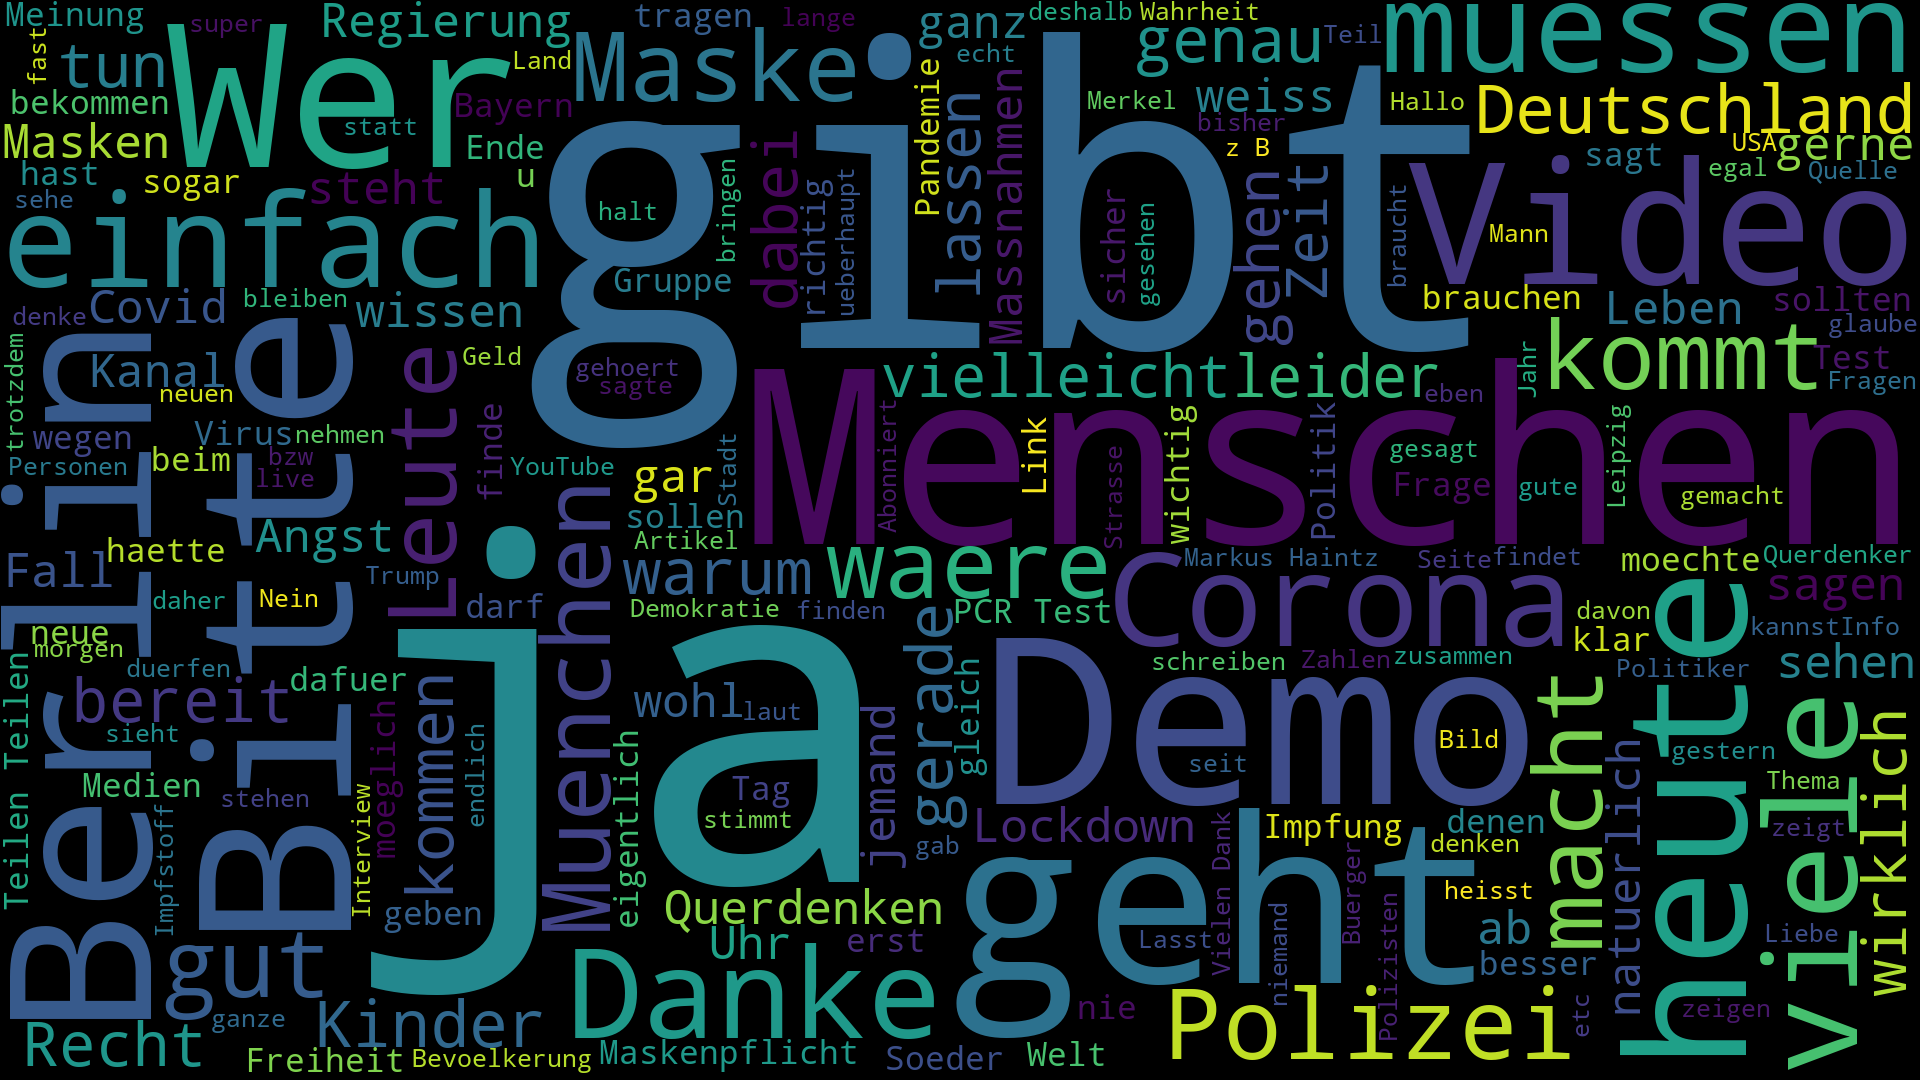 Meinung super Regierung tragen lange ganz deshalb Wahrheit muessen
fast tun Wer Land Maske echt genau Teil
bekommen statt Bayern Pandemie Merkel weiss Hallo Deutschland
Masken Ende dabei lassen Massnahmen bisher z B USA gerne
hast sogar steht u gibt bringen richtig ueberhaupt gehen Zeit sagt egal Quelle
sehe einfach halt sicher gesehen braucht Video Mann
Gruppe brauchen
denke Covid bleiben wissen Leben sollten
glaube
trotzdem Kanal Geld gehoert vielleicht leider Jahr kommt Test
neuen Leute sagte Abonniert eben Fragen
wegen Virus nehmen finde Menschen Link wichtig Politik gesagt Leipzig
Personen beim bzw YouTube gar Stadt Strasse Frage gute gemacht
live
Berlin Bitte Angst Muenchen sollen
haette Artikel waere Markus Haintz Seite findet moechte Querdenker
Fall Trump warum Corona sagen
daher Nein darf Demokratie finden PCR Test davon kannstInfo
neue klar
morgen duerfen ja gerade gleich schreiben Zahlen zusammen Politiker sehen
Teilen Teilen bereit dafuer kommen wohl laut jemand Demo macht heute viele
sieht endlich Bild gestern
Medien stehen Interview moeglich eigentlich Tag seit natuerlich Thema wirklich
Impfstoff stimmt gab Lockdown Impfung denen zeigt
denken
geben Querdenken geht Vielen Dank Buerger heisst
gut Uhr erst Lasst niemand Polizisten ab Liebe
besser
Recht ganze Kinder Danke nie Polizei etc zeigen
Freiheit Bevoelkerung Maskenpflicht Soeder Welt